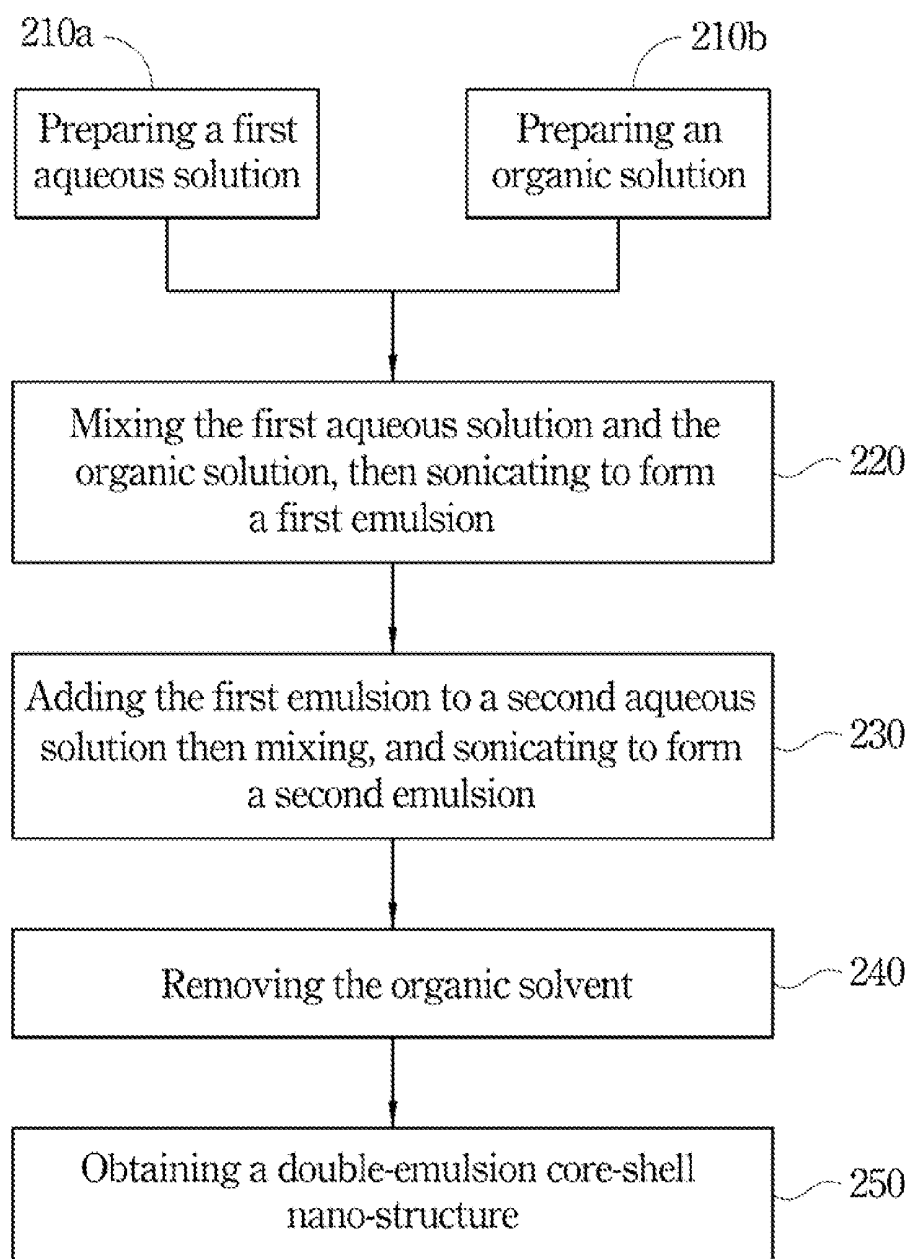 210a
210b
Preparing a first
aqueous solution
Preparing an
organic solution
Mixing the first aqueous solution and the
organic solution, then sonicating to form
a first emulsion
220
Adding the first emulsion to a second aqueous
solution then mixing, and sonicating to form
a second emulsion
230
Removing the organic solvent
240
Obtaining a double-emulsion core-shell
nano-structure
250